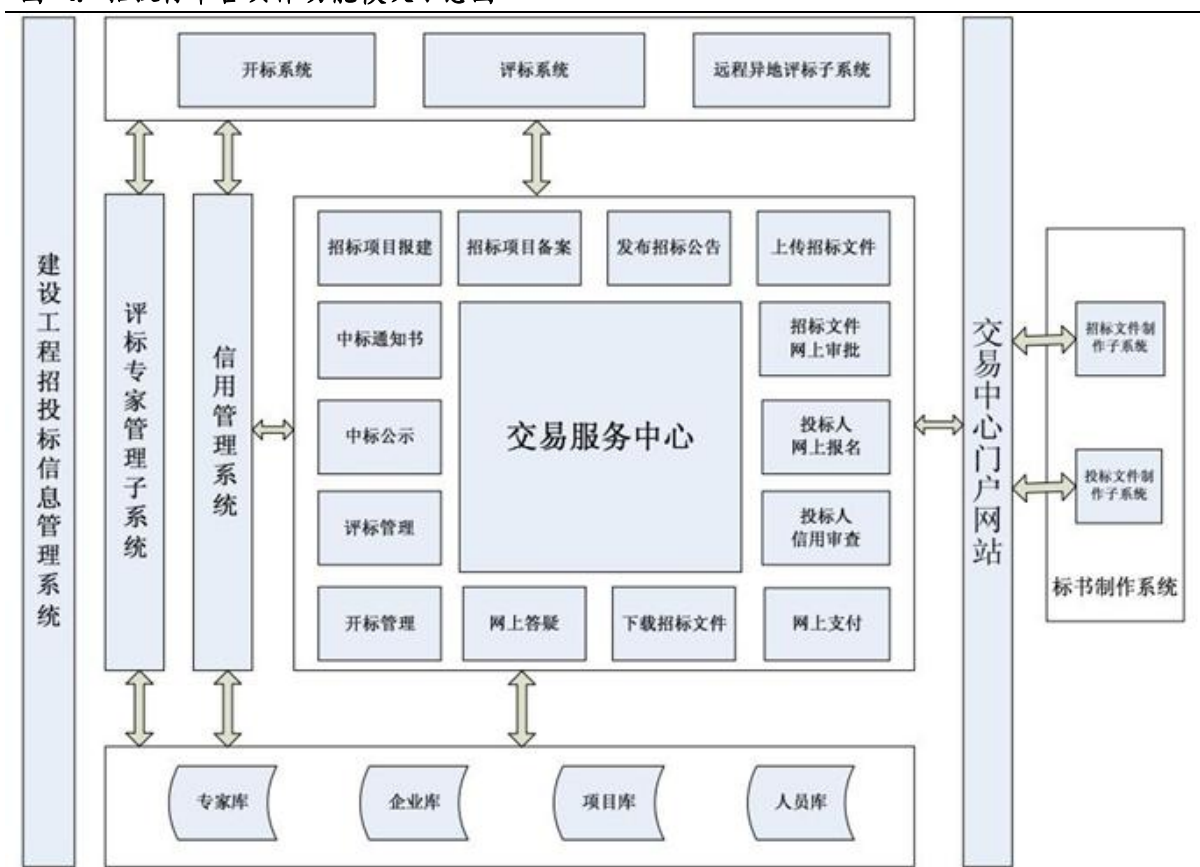 开标系统
评标系统
远程异地评标子系统
建设工程招投标信息管理系统
评标专家管理子系统
信用管理系统
招标项目报建
招标项目备案
发布招标公告
上传招标文件
中标通知书
招标文件
网上审批
交易服务中心
中标公示
投标人
网上报名
评标管理
投标人
信用审查
开标管理
网上答疑
下载招标文件
网上支付
交易中心门户网站
招标文件制
作子系统
投标文件制
作子系统
标书制作系统
专家库
企业库
项目库
人员库